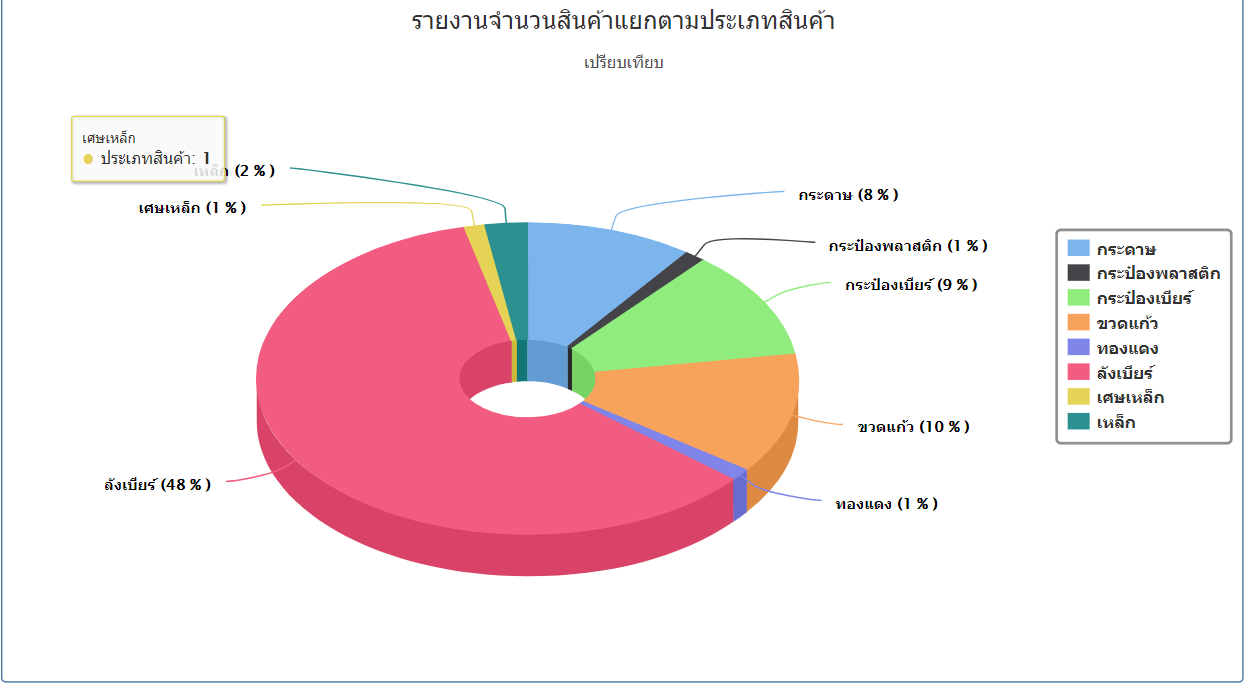 รายงานจำนวนสินค้าแยกตามประเภทสินค้า
เปรียบเทียบ
เศษเหล็ก
ประเภทสินค้า: 1
เหล็ก (2 %)
เศษเหล็ก (1 %)
กระดาษ (8 %)
กระป๋องพลาสติก (1 %)
กระป๋องเบียร์ (9 %)
ขวดแก้ว (10 %)
ลังเบียร์ (48 %)
ทองแดง (1 %)
กระดาษ
กระป๋องพลาสติก
กระป๋องเบียร์
ขวดแก้ว
ทองแดง
ลังเบียร์
เศษเหล็ก
เหล็ก